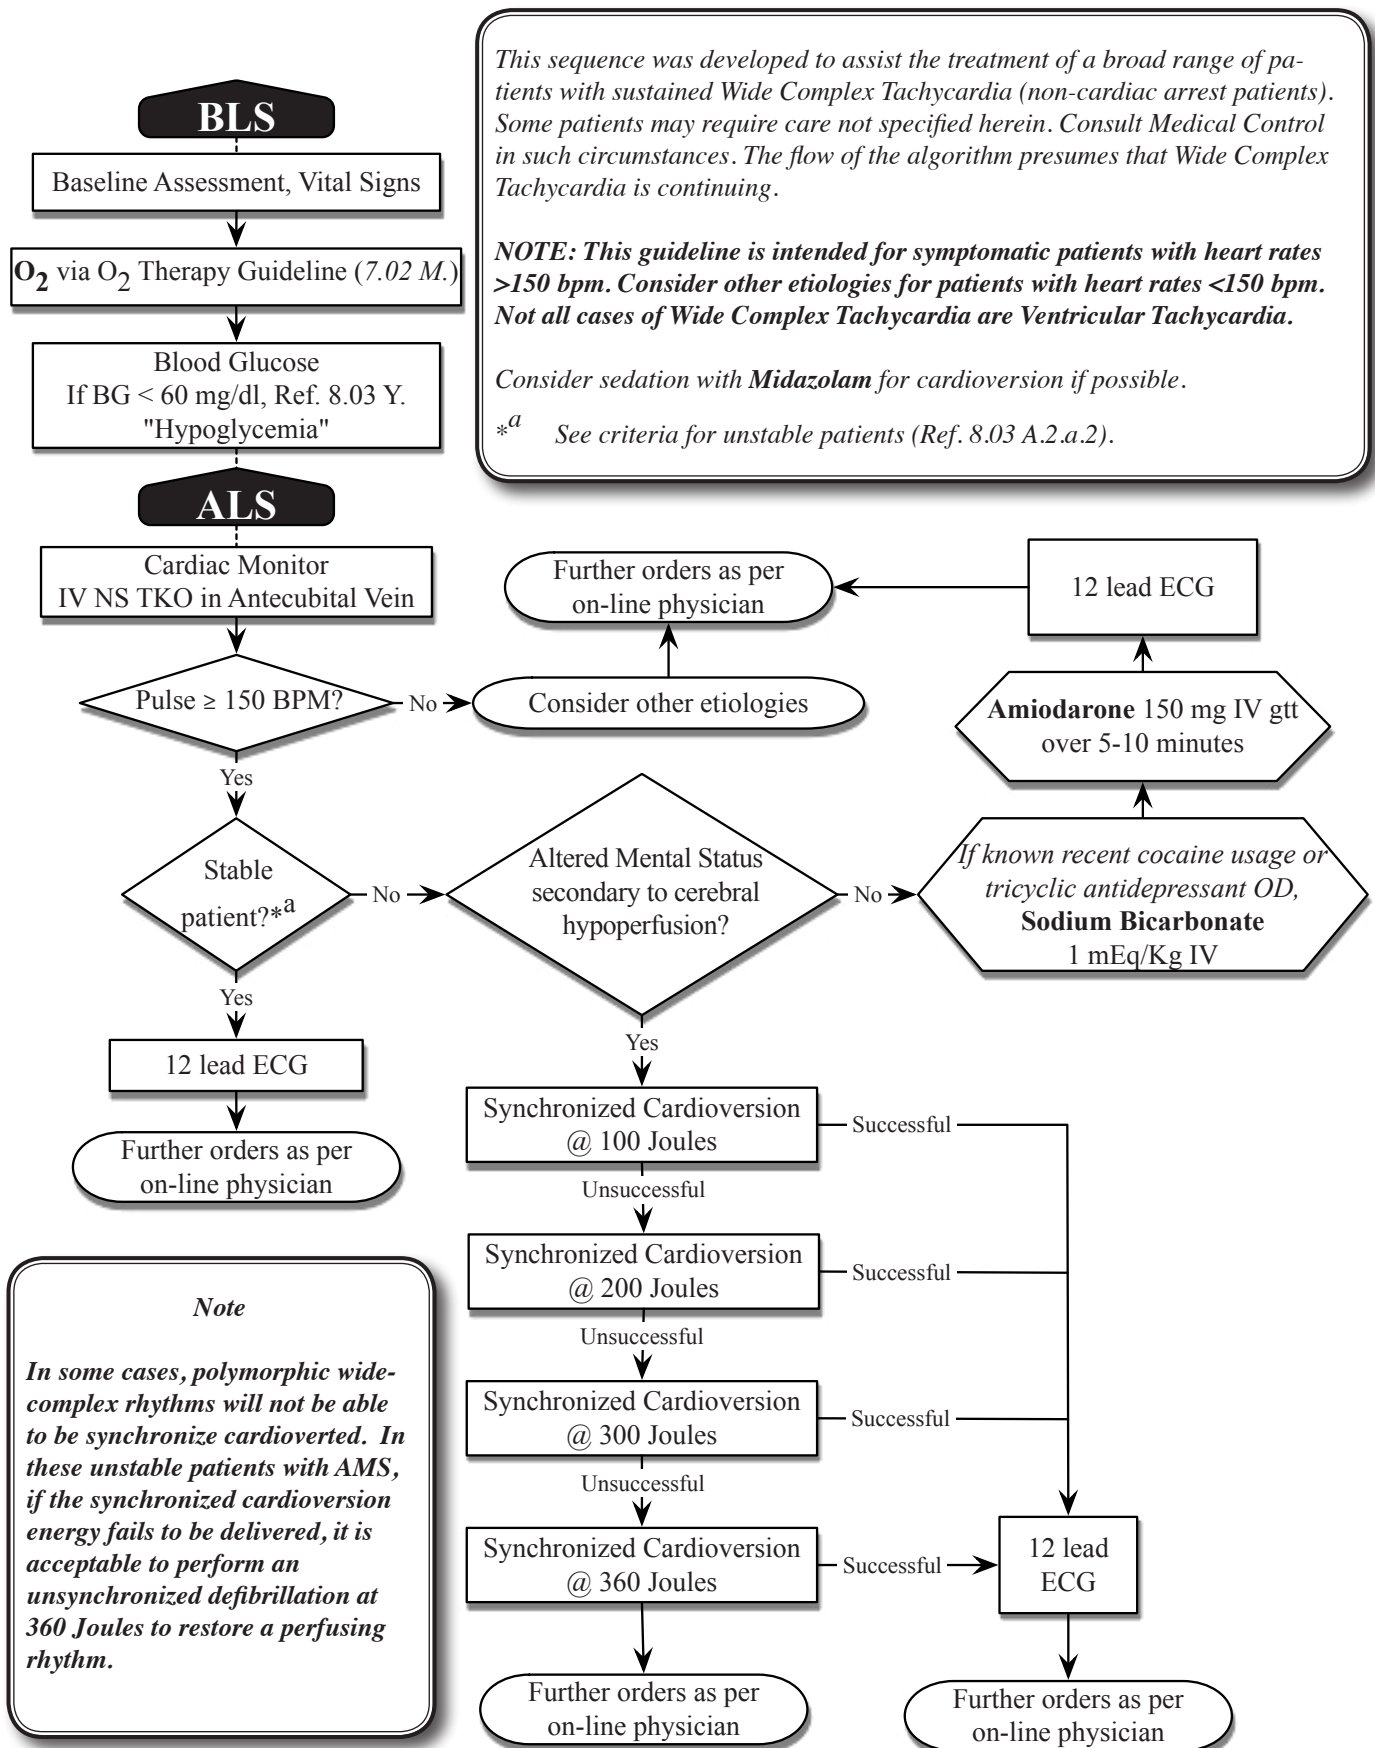 This sequence was developed to assist the treatment of a broad range of pa-
tients with sustained Wide Complex Tachycardia (non-cardiac arrest patients).
Some patients may require care not specified herein. Consult Medical Control
in such circumstances. The flow of the algorithm presumes that Wide Complex
Tachycardia is continuing.
NOTE: This guideline is intended for symptomatic patients with heart rates
>150 bpm. Consider other etiologies for patients with heart rates <150 bpm.
Not all cases of Wide Complex Tachycardia are Ventricular Tachycardia.
Consider sedation with Midazolam for cardioversion if possible.
*a See criteria for unstable patients (Ref. 8.03 A.2.a.2).
BLS
Baseline Assessment, Vital Signs
O2 via O2 Therapy Guideline (7.02 M.)
Blood Glucose
If BG < 60 mg/dl, Ref. 8.03 Y.
"Hypoglycemia"
ALS
Cardiac Monitor
IV NS TKO in Antecubital Vein
Pulse ≥ 150 BPM?
No
Consider other etiologies
Further orders as per
on-line physician
12 lead ECG
Amiodarone 150 mg IV gtt
over 5-10 minutes
Yes
Stable
patient?*a
No
Altered Mental Status
secondary to cerebral
hypoperfusion?
No
If known recent cocaine usage or
tricyclic antidepressant OD,
Sodium Bicarbonate
1 mEq/Kg IV
Yes
12 lead ECG
Further orders as per
on-line physician
Yes
Synchronized Cardioversion
@ 100 Joules
Successful
Unsuccessful
Synchronized Cardioversion
@ 200 Joules
Successful
Unsuccessful
Synchronized Cardioversion
@ 300 Joules
Successful
Unsuccessful
Synchronized Cardioversion
@ 360 Joules
Successful
12 lead
ECG
Further orders as per
on-line physician
Further orders as per
on-line physician
Note
In some cases, polymorphic wide-
complex rhythms will not be able
to be synchronize cardioverted. In
these unstable patients with AMS,
if the synchronized cardioversion
energy fails to be delivered, it is
acceptable to perform an
unsynchronized defibrillation at
360 Joules to restore a perfusing
rhythm.